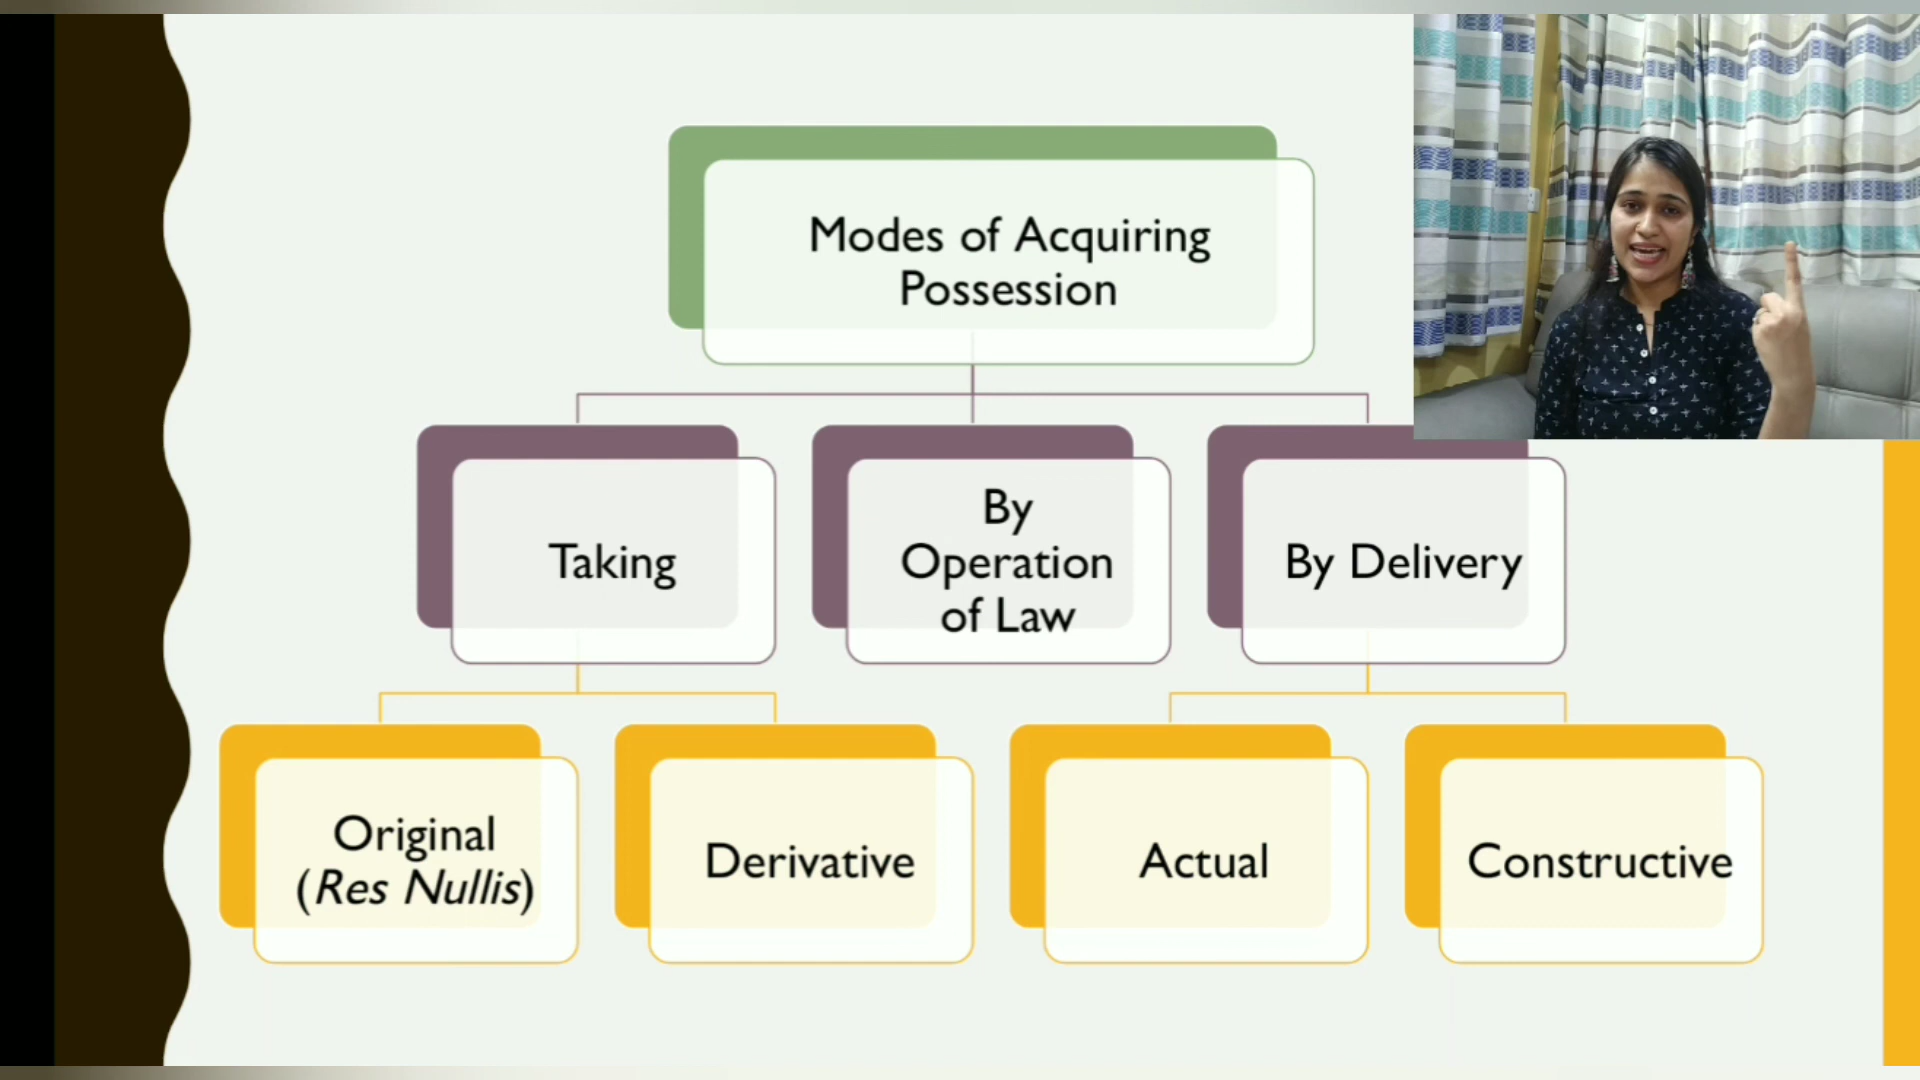 Modes of Acquiring
Possession
Taking
By
Operation
of Law
By Delivery
Original
(Res Nullis)
Derivative
Actual
Constructive